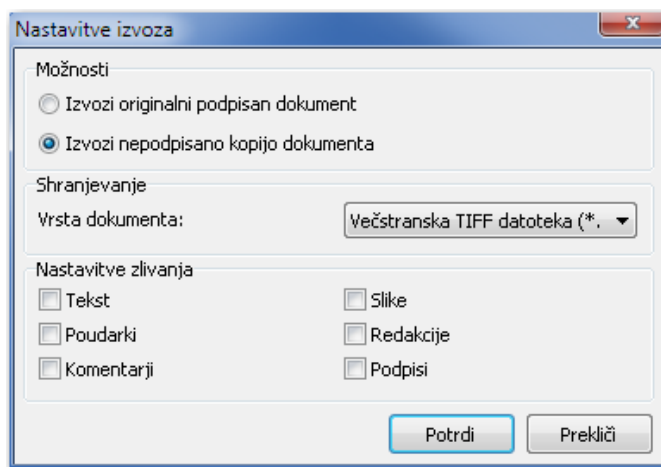 Nastavitve izvoza
Možnosti
Izvozi originalni podpisan dokument
Izvozi nepodpisano kopijo dokumenta
Shranjevanje
Vrsta dokumenta: Večstranska TIFF datoteka (*.
Nastavitve zlivanja
Tekst Slike
Poudarki Redakcije
Komentarji Podpisi
Potrdi Prekliči